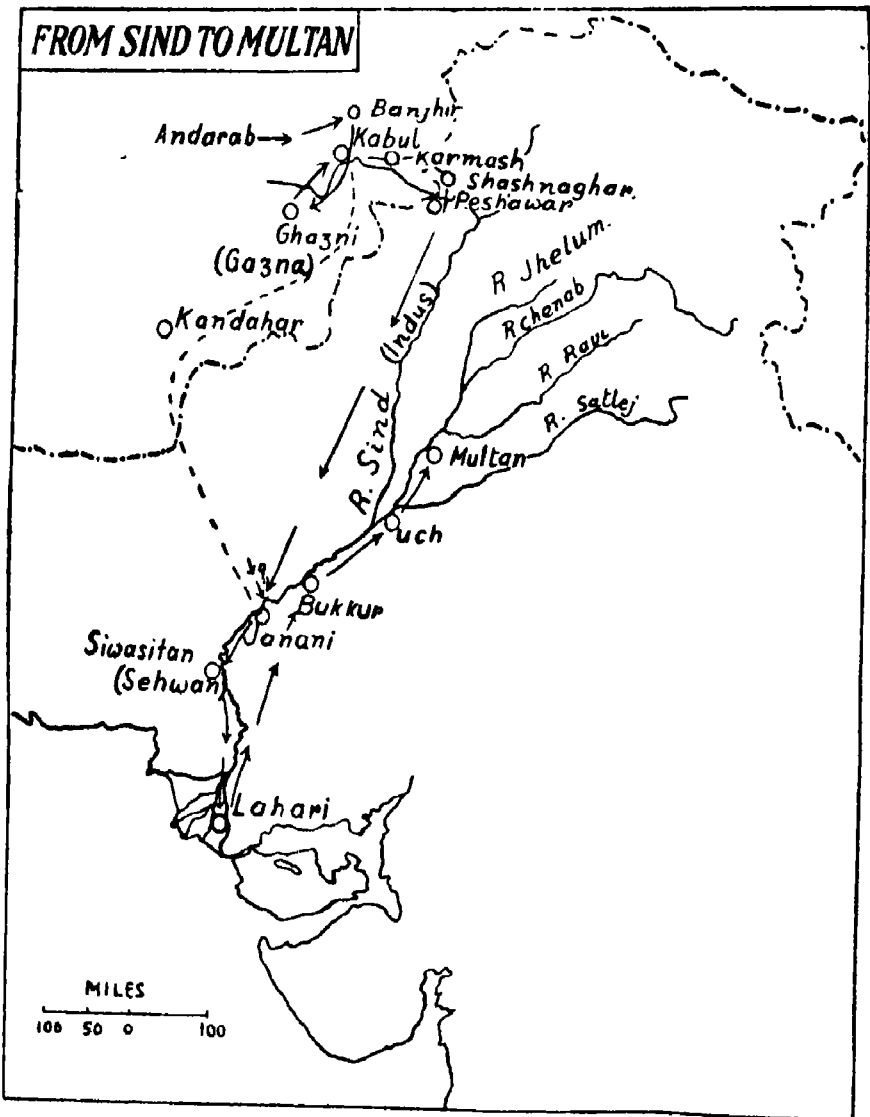 FROM SIND TO MULTAN
Banjhir
Andarab
Kabul
Karmash
Shashnaghar.
Peshawar
Ghazni
(Gazna)
R Jhelum.
R Chenab
Kandahar
R Ravi
R. Satlej
R. Sind (Indus)
Multan
uch
Bukkur
Janani
Siwasitan
(Sehwan)
Lahari
MILES
100 50 0 100